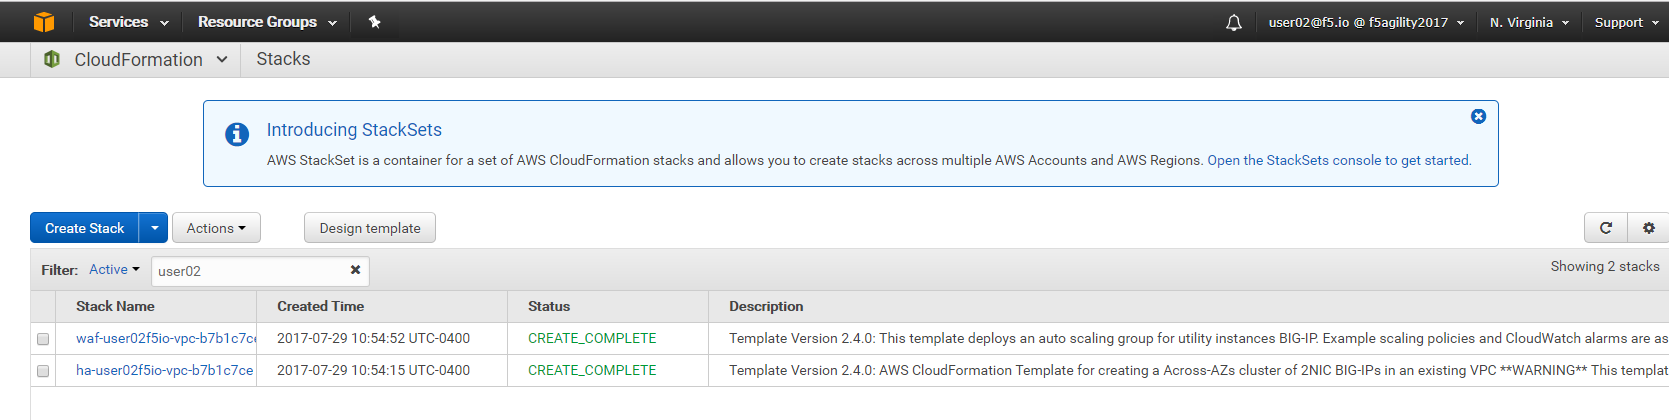 Services Resource Groups user02@f5.io @ f5agility2017 N. Virginia Support
CloudFormation Stacks
Introducing StackSets
AWS StackSet is a container for a set of AWS CloudFormation stacks and allows you to create stacks across multiple AWS Accounts and AWS Regions. Open the StackSets console to get started.
Create Stack Actions Design template
Filter: Active user02 Showing 2 stacks
Stack Name Created Time Status Description
waf-user02f5io-vpc-b7b1c7ce 2017-07-29 10:54:52 UTC-0400 CREATE_COMPLETE Template Version 2.4.0: This template deploys an auto scaling group for utility instances BIG-IP. Example scaling policies and CloudWatch alarms are as
ha-user02f5io-vpc-b7b1c7ce 2017-07-29 10:54:15 UTC-0400 CREATE_COMPLETE Template Version 2.4.0: AWS CloudFormation Template for creating a Across-AZs cluster of 2NIC BIG-IPs in an existing VPC **WARNING** This templat